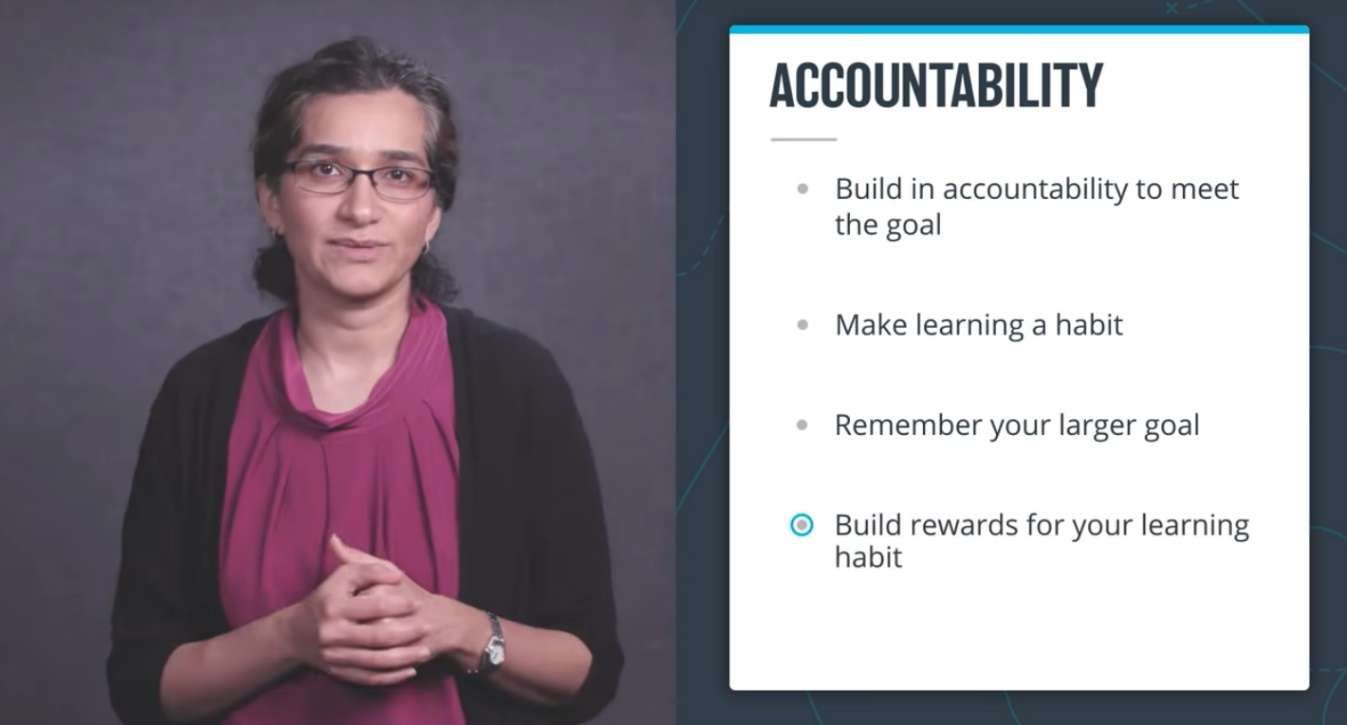 ACCOUNTABILITY
Build in accountability to meet
the goal
Make learning a habit
Remember your larger goal
Build rewards for your learning
habit